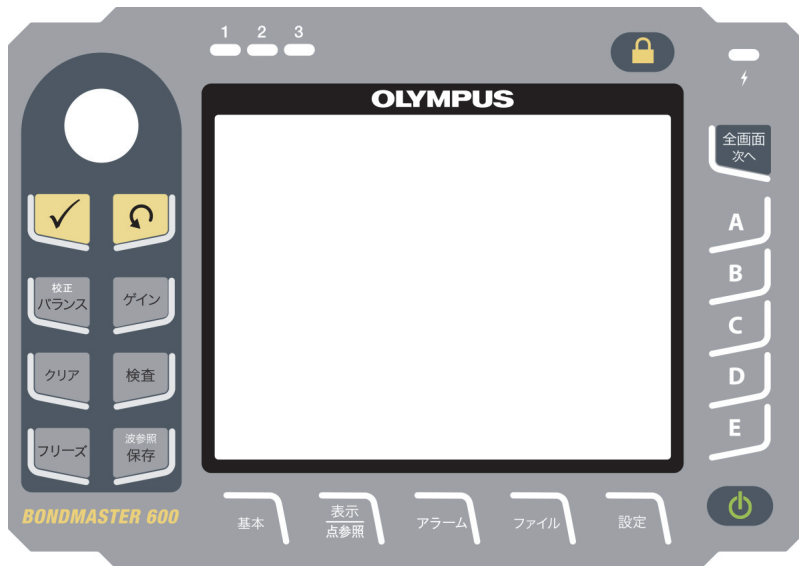 1 2 3
OLYMPUS
全画面
次へ
A
B
C
D
E
校正
バランス
ゲイン
クリア
検査
フリーズ
波参照
保存
BONDMASTER 600
基本
表示
点参照
アラーム
ファイル
設定